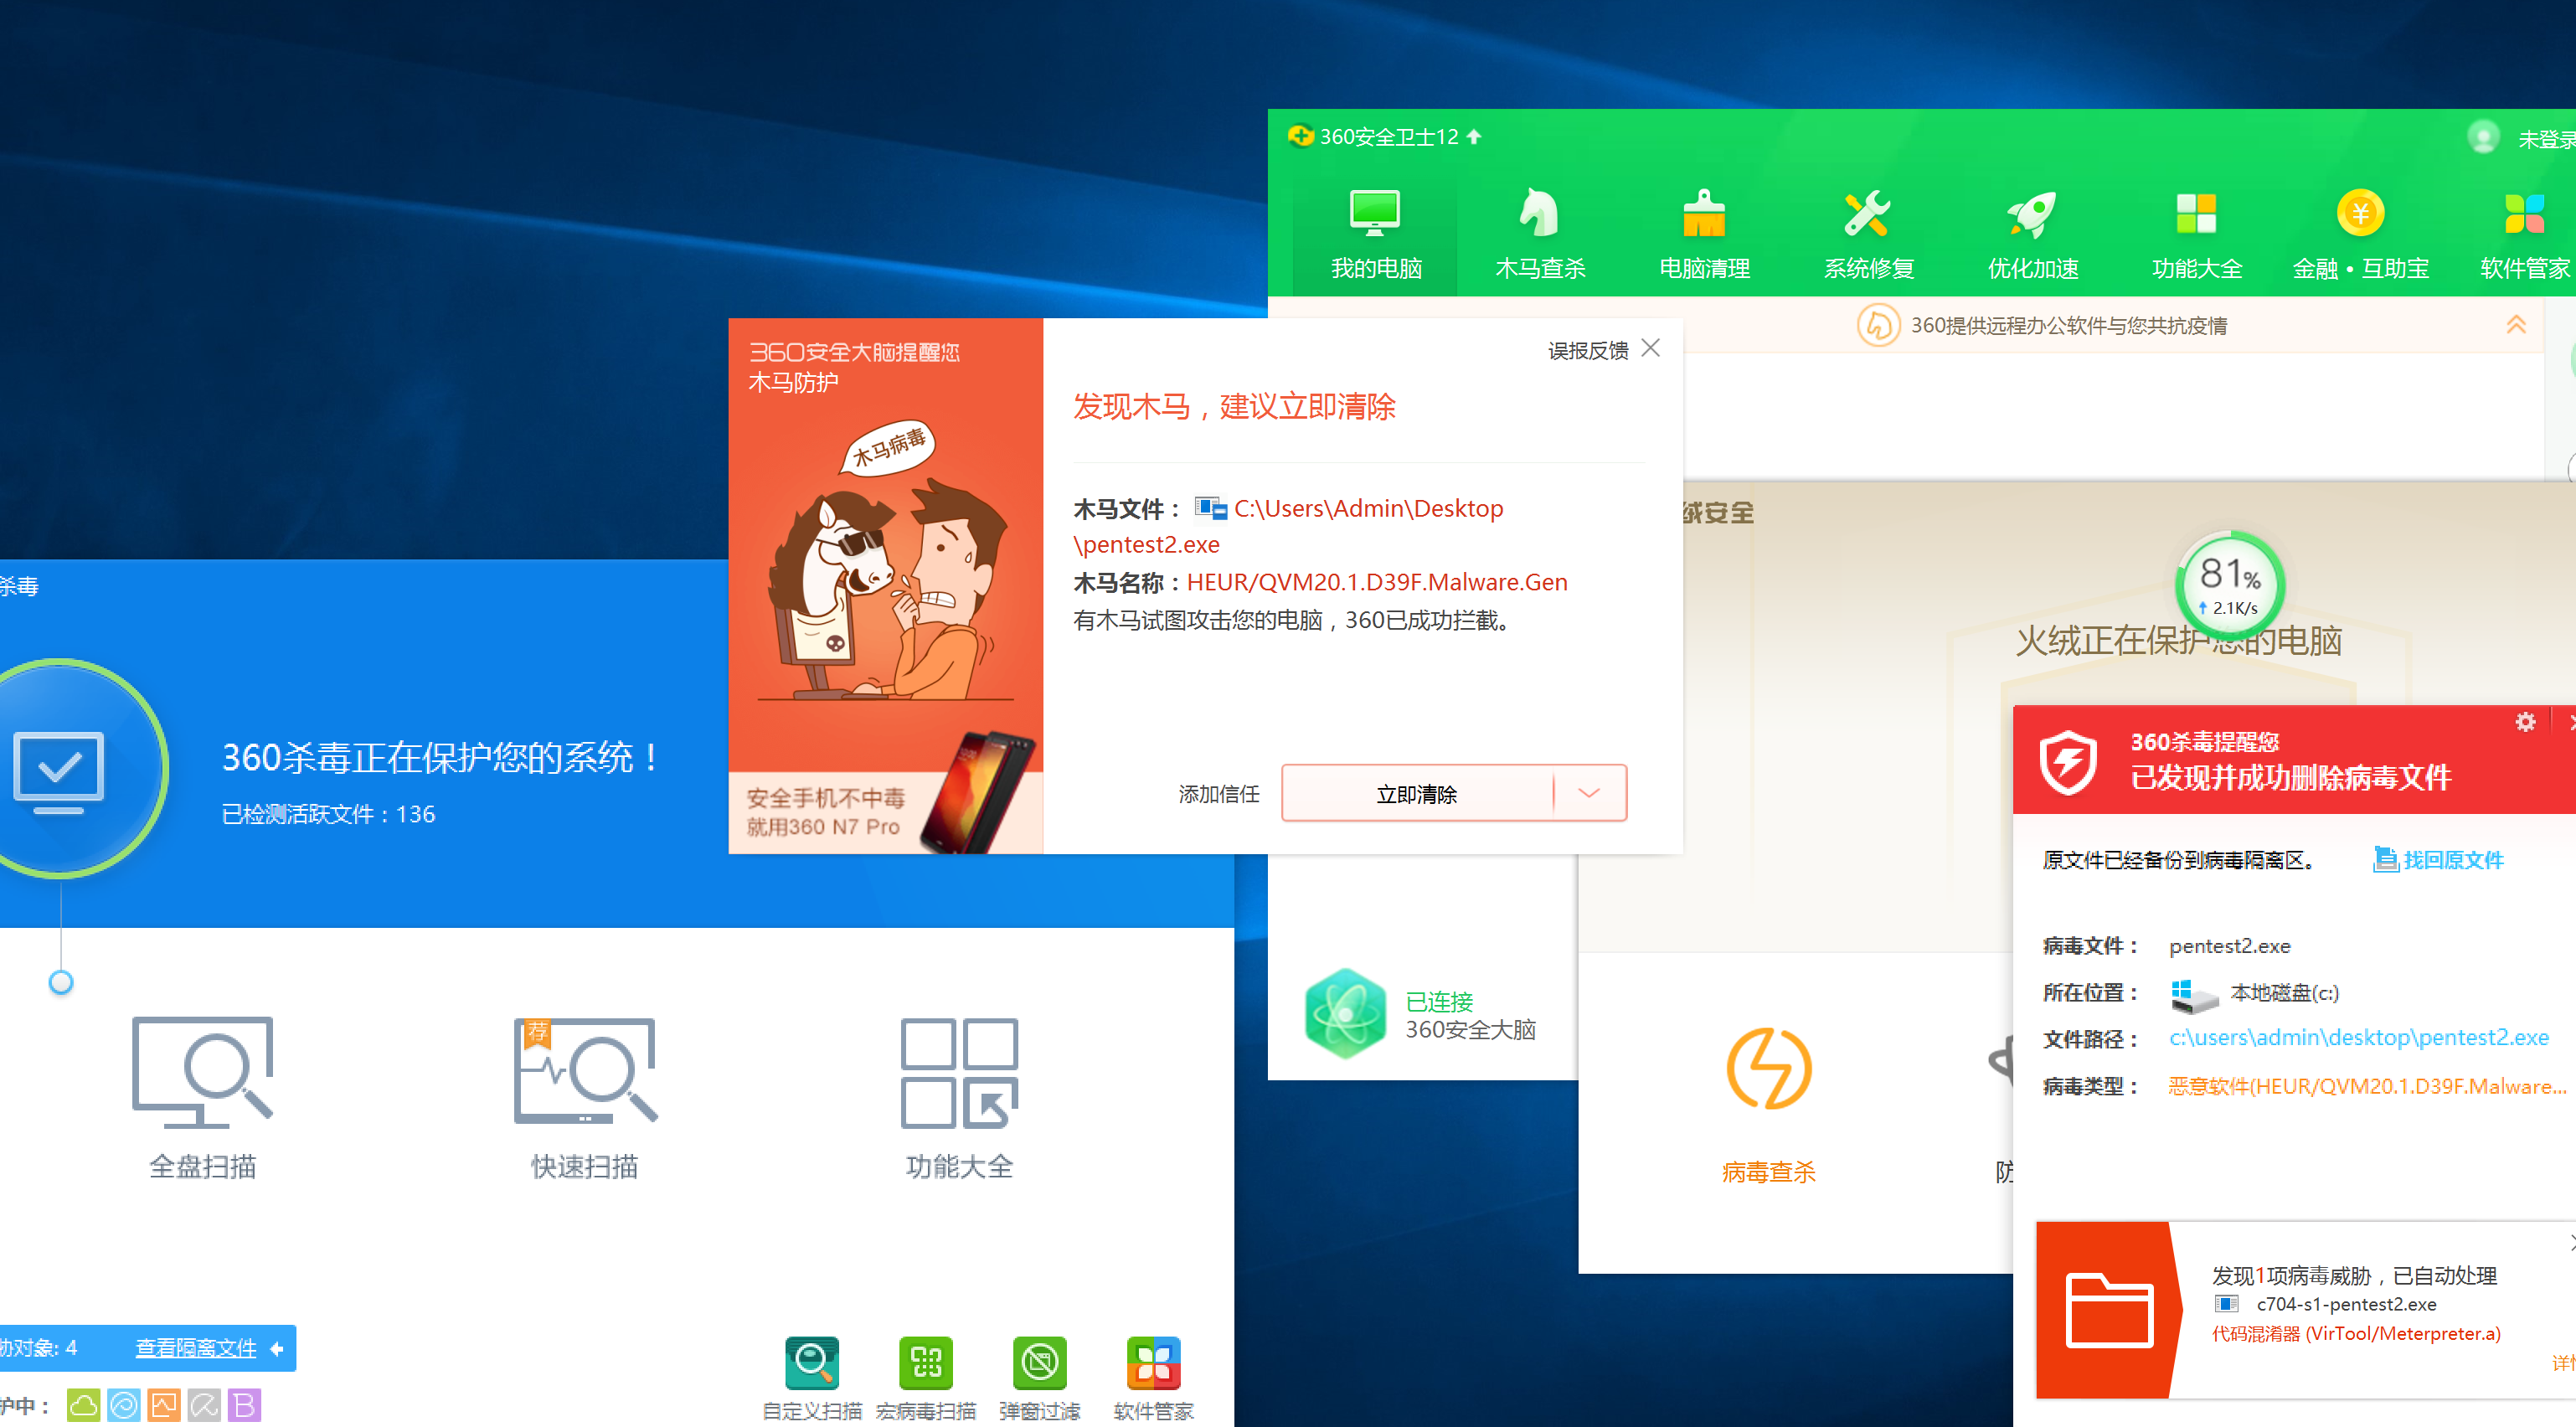 360安全卫士12
未登录
我的电脑
木马查杀
电脑清理
系统修复
优化加速
功能大全
金融•互助宝
软件管家
360提供远程办公软件与您共抗疫情
360安全大脑提醒您
木马防护
误报反馈
发现木马，建议立即清除
木马病毒
木马文件： C:\Users\Admin\Desktop
\pentest2.exe
木马名称：HEUR/QVM20.1.D39F.Malware.Gen
有木马试图攻击您的电脑，360已成功拦截。
安全手机不中毒
就用360 N7 Pro
添加信任
立即清除
绒安全
81%
2.1K/s
火绒正在保护您的电脑
杀毒
360杀毒正在保护您的系统！
已检测活跃文件：136
360杀毒提醒您
已发现并成功删除病毒文件
原文件已经备份到病毒隔离区。
找回原文件
病毒文件： pentest2.exe
所在位置： 本地磁盘(c:)
文件路径： c:\users\admin\desktop\pentest2.exe
病毒类型： 恶意软件(HEUR/QVM20.1.D39F.Malware...
已连接
360安全大脑
病毒查杀
防
全盘扫描
快速扫描
荐
功能大全
发现1项病毒威胁，已自动处理
c704-s1-pentest2.exe
代码混淆器 (VirTool/Meterpreter.a)
详情
胁对象: 4
查看隔离文件
护中：
自定义扫描
宏病毒扫描
弹窗过滤
软件管家